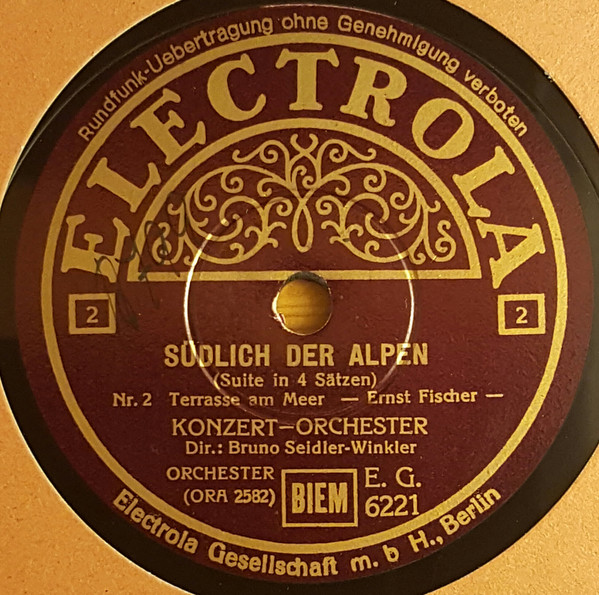 Rundfunk-Uebertragung ohne Genehmigung verboten
ELECTROLA
2
2
SÜDLICH DER ALPEN
(Suite in 4 Sätzen)
Nr. 2 Terrasse am Meer — Ernst Fischer —
KONZERT-ORCHESTER
Dir.: Bruno Seidler-Winkler
ORCHESTER
(ORA 2582)
BIEM
E. G.
6221
Electrola Gesellschaft m. b H., Berlin